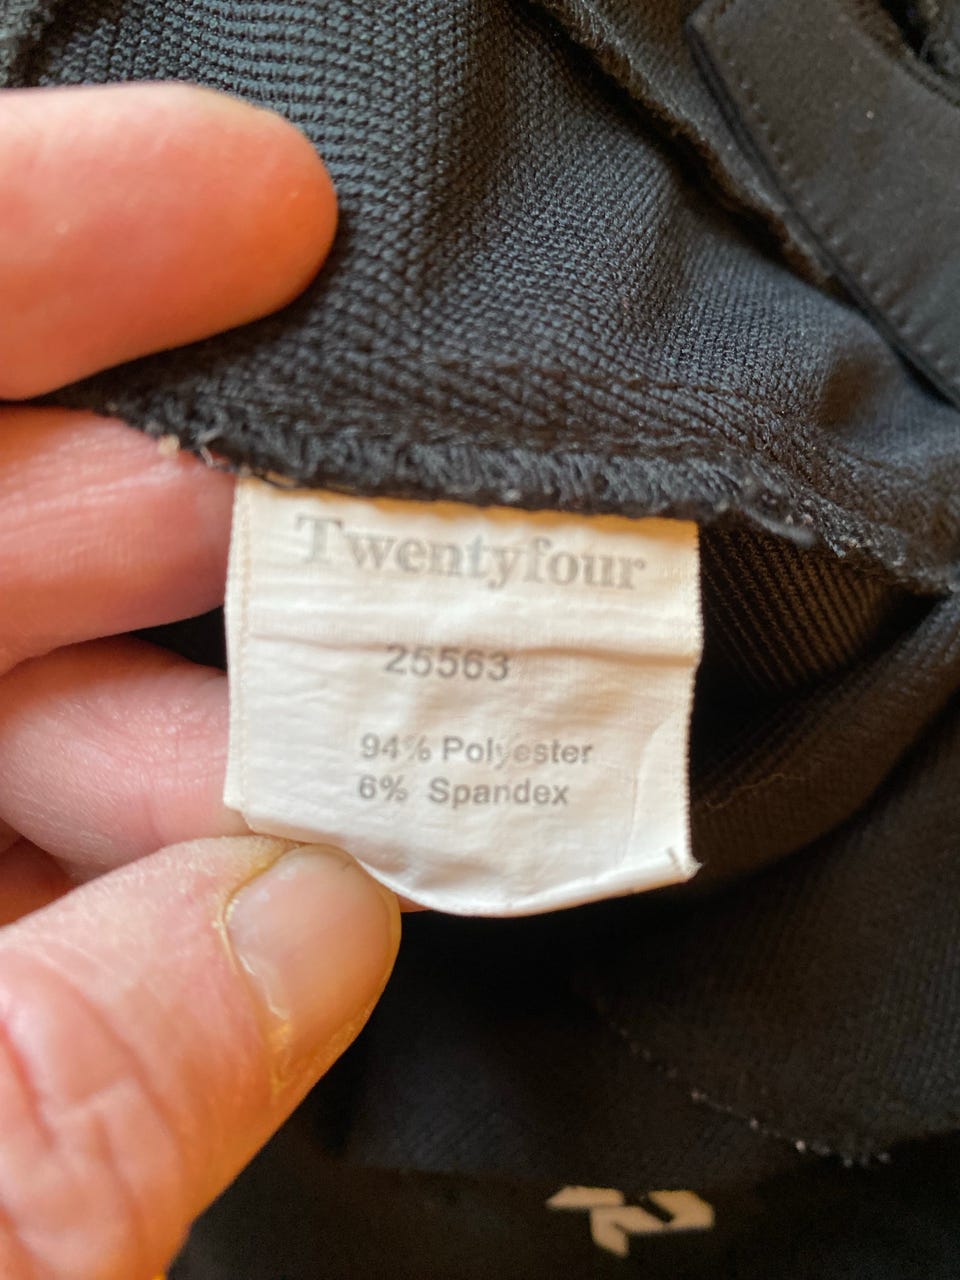 Twentyfour
25563
94% Polyester
6% Spandex